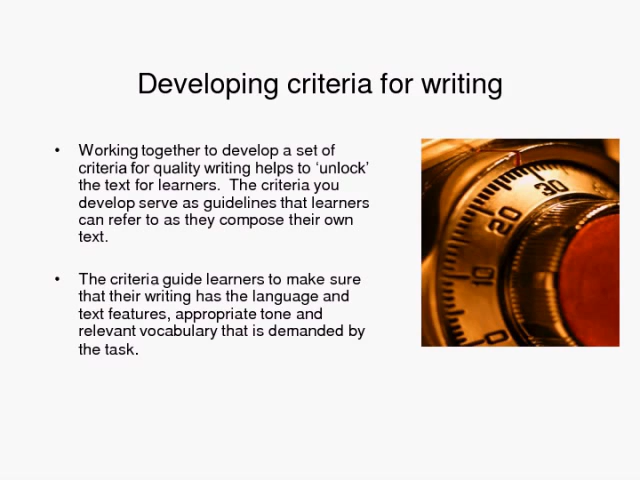 Developing criteria for writing
• Working together to develop a set of
criteria for quality writing helps to ‘unlock’
the text for learners.  The criteria you
develop serve as guidelines that learners
can refer to as they compose their own
text.
• The criteria guide learners to make sure
that their writing has the language and
text features, appropriate tone and
relevant vocabulary that is demanded by
the task.
30
20
10
0